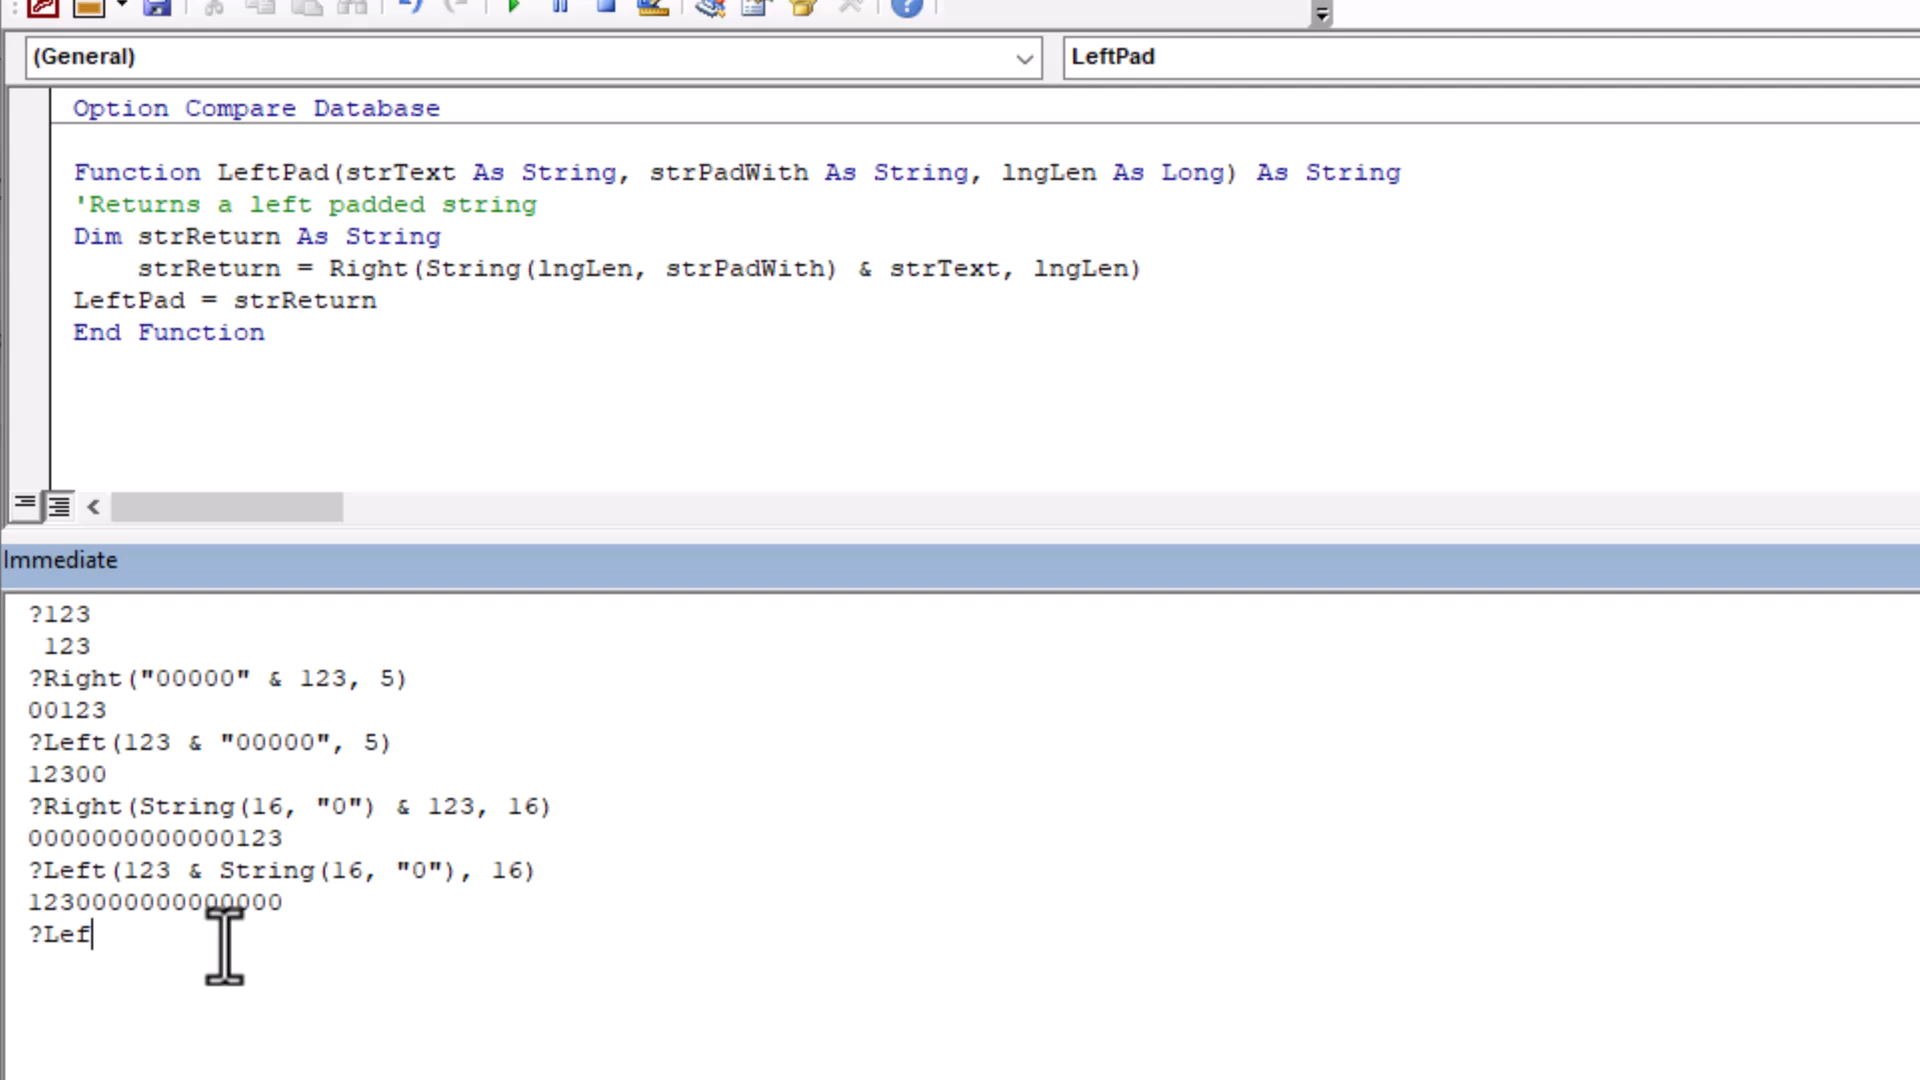 (General)
LeftPad
Option Compare Database
Function LeftPad(strText As String, strPadWith As String, lngLen As Long) As String
'Returns a left padded string
Dim strReturn As String
    strReturn = Right(String(lngLen, strPadWith) & strText, lngLen)
LeftPad = strReturn
End Function
Immediate
?123
 123
?Right("00000" & 123, 5)
00123
?Left(123 & "00000", 5)
12300
?Right(String(16, "0") & 123, 16)
0000000000000123
?Left(123 & String(16, "0"), 16)
1230000000000000
?Lef